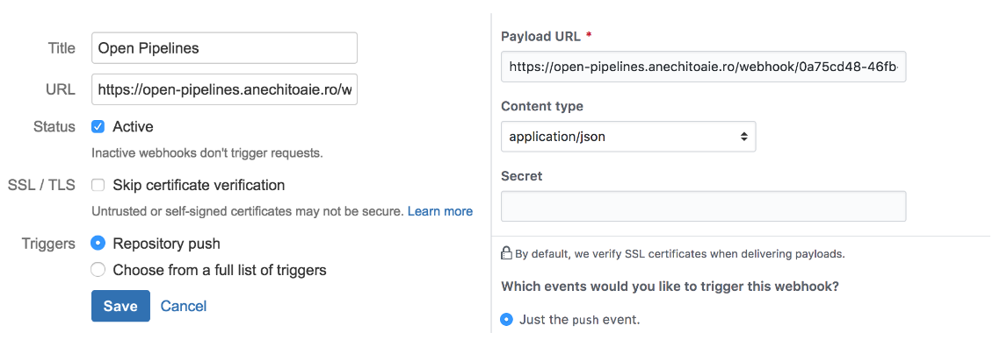 Title Open Pipelines
URL https://open-pipelines.anechitoaie.ro/w
Status Active
Inactive webhooks don't trigger requests.
SSL / TLS Skip certificate verification
Untrusted or self-signed certificates may not be secure. Learn more
Triggers Repository push
Choose from a full list of triggers
Save Cancel
Payload URL *
https://open-pipelines.anechitoaie.ro/webhook/0a75cd48-46fb-
Content type
application/json
Secret
By default, we verify SSL certificates when delivering payloads.
Which events would you like to trigger this webhook?
Just the push event.